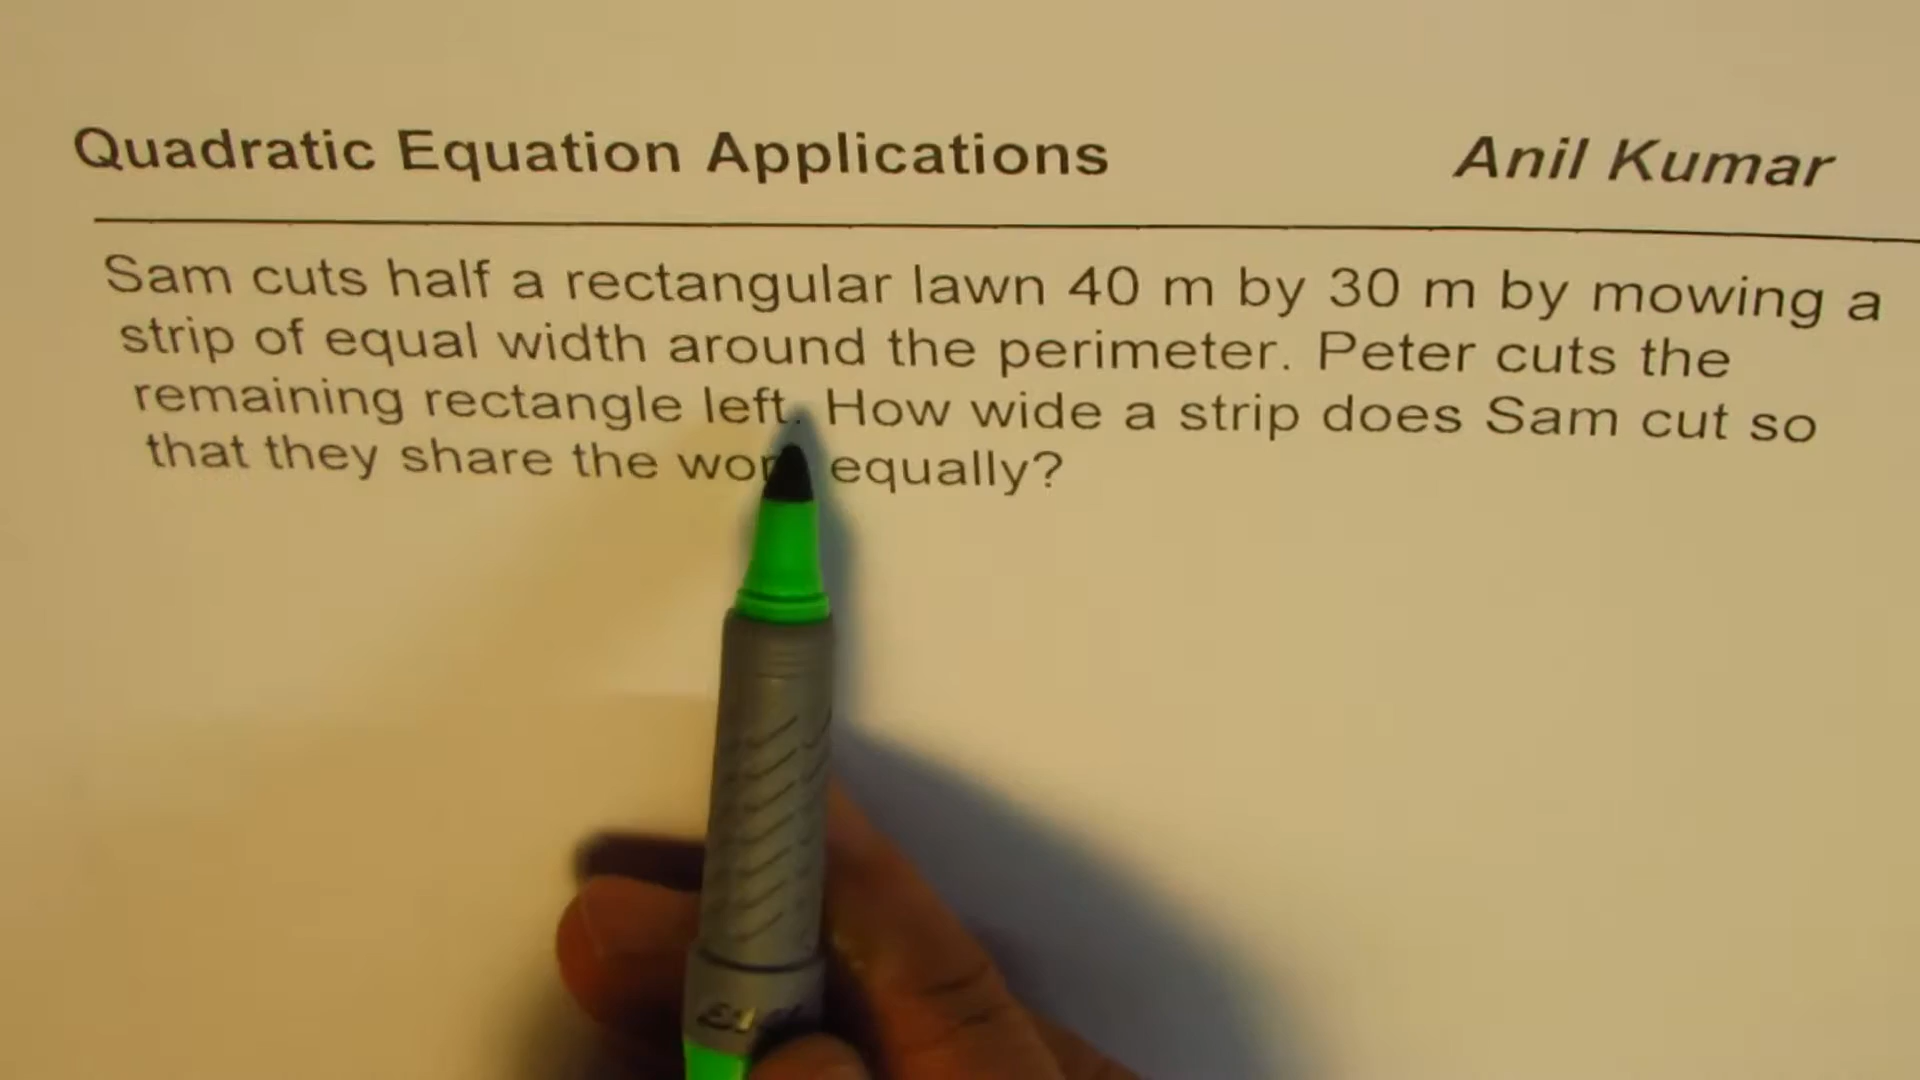 Quadratic Equation Applications Anil Kumar
Sam cuts half a rectangular lawn 40 m by 30 m by mowing a
strip of equal width around the perimeter. Peter cuts the
remaining rectangle left. How wide a strip does Sam cut so
that they share the equally?